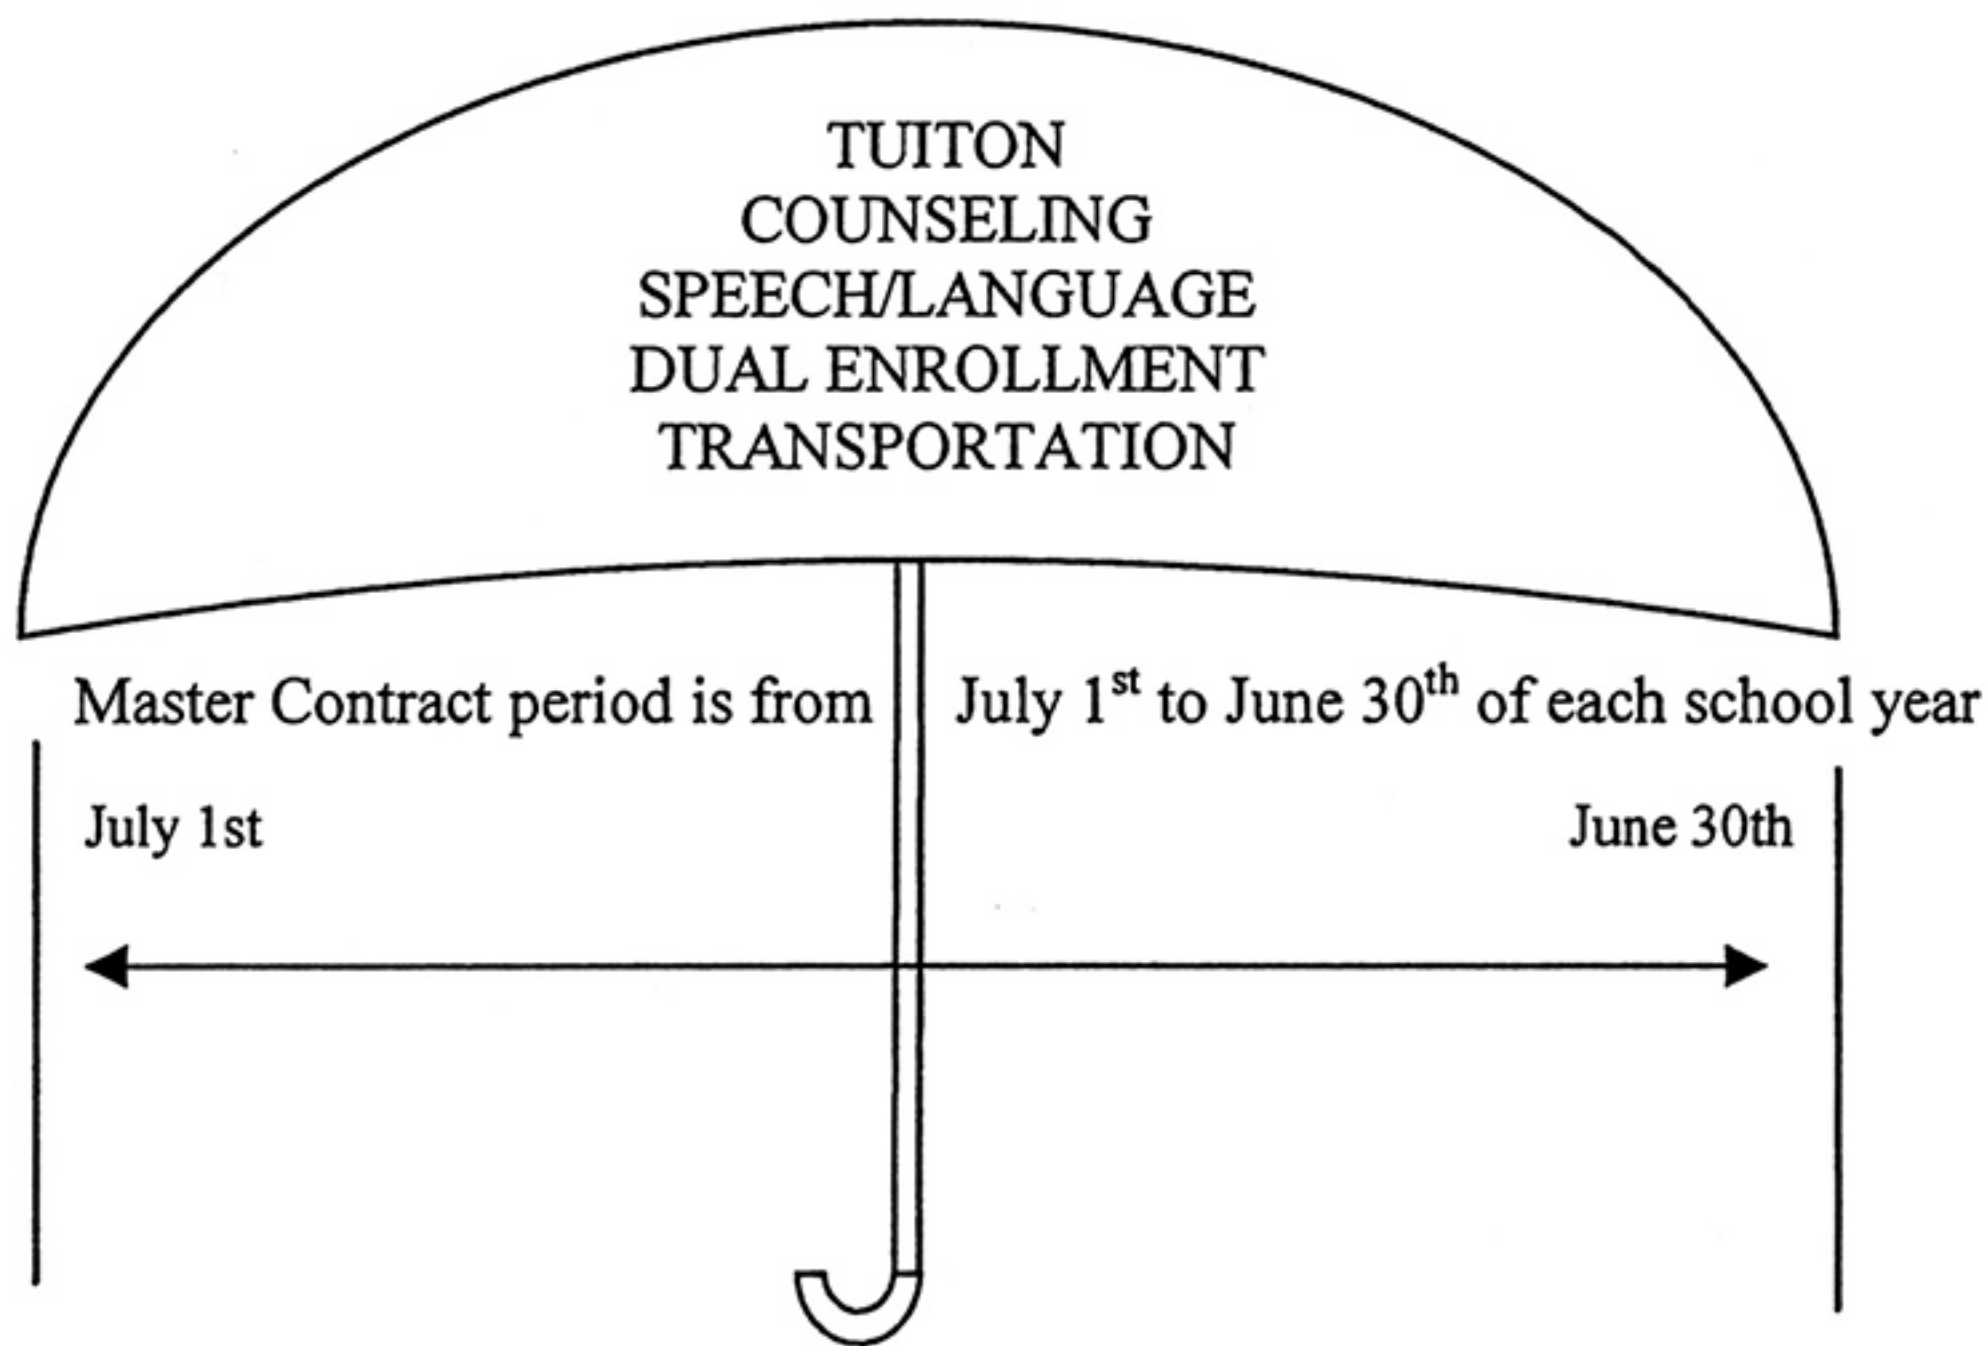 TUITON
COUNSELING
SPEECH/LANGUAGE
DUAL ENROLLMENT
TRANSPORTATION
Master Contract period is from July 1st to June 30th of each school year
July 1st June 30th